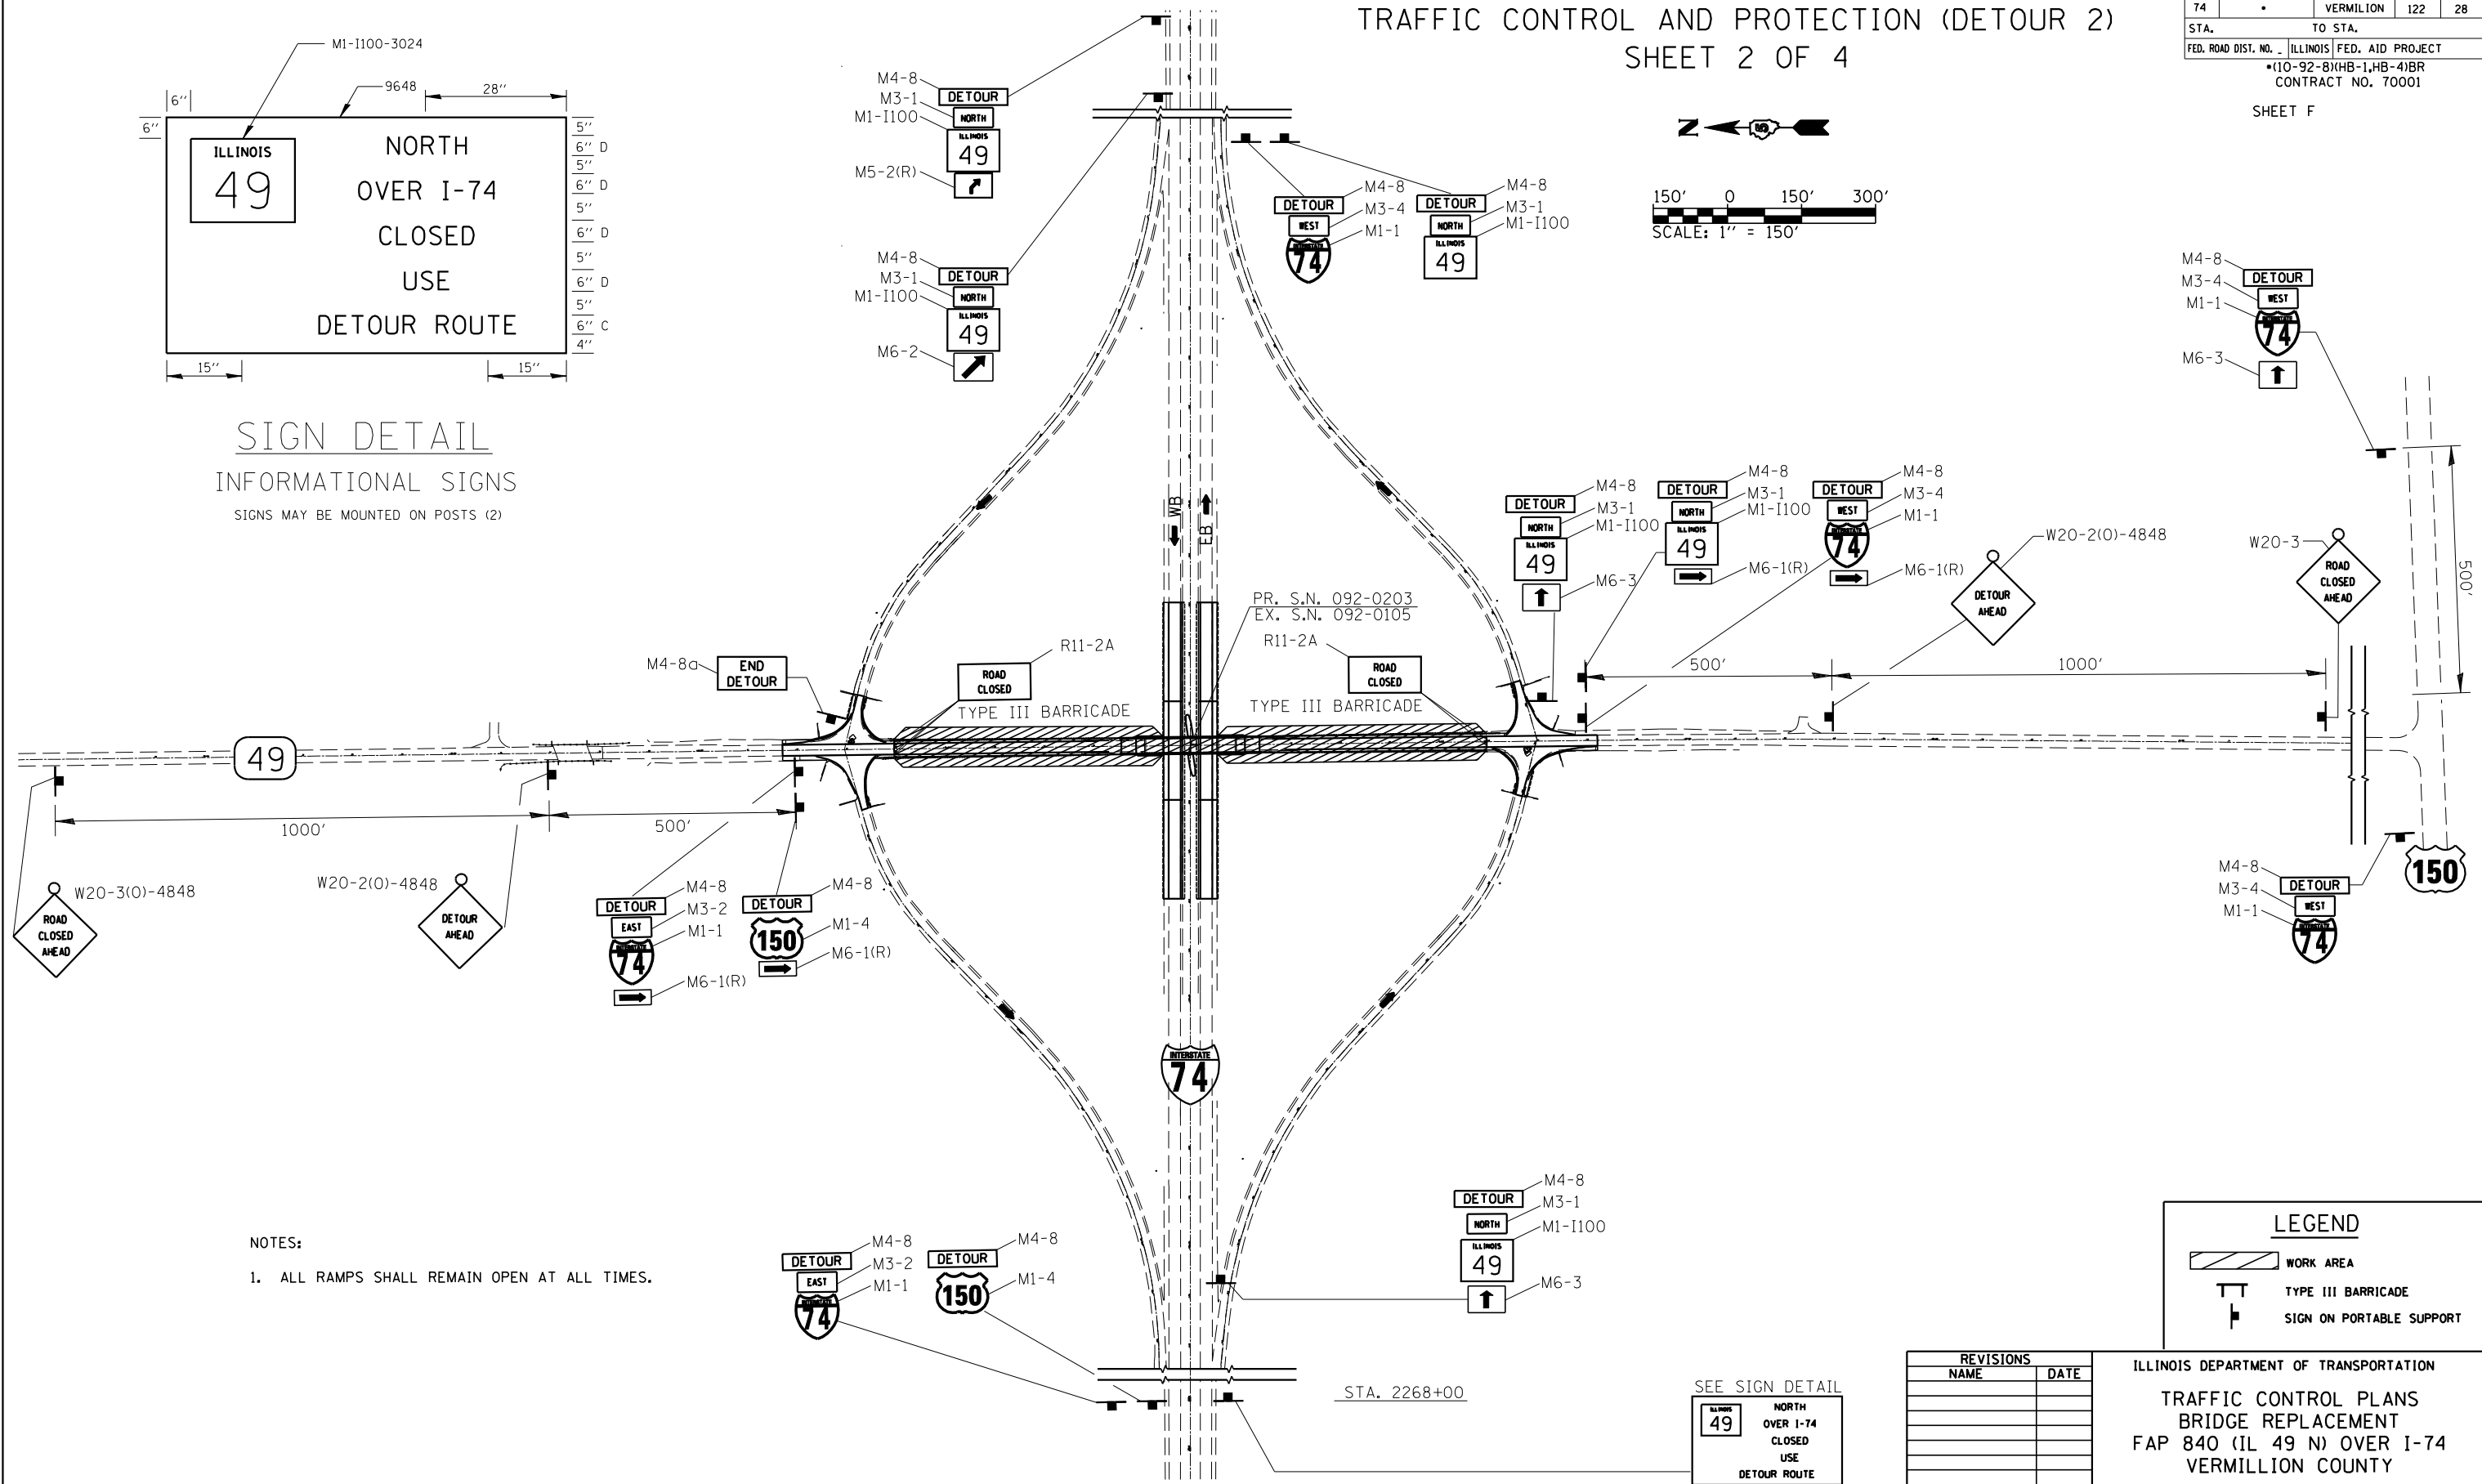 TRAFFIC CONTROL AND PROTECTION (DETOUR 2)
SHEET 2 OF 4
74 * VERMILION 122 28
STA. TO STA.
FED. ROAD DIST. NO. _ ILLINOIS FED. AID PROJECT
*(10-92-8)(HB-1,HB-4)BR
CONTRACT NO. 70001
SHEET F
M1-I100-3024
9648
28''
6''
6''
ILLINOIS
49
NORTH
OVER I-74
CLOSED
USE
DETOUR ROUTE
5''
6'' D
5''
6'' D
5''
6'' D
5''
6'' D
5''
6'' C
4''
15''
15''
SIGN DETAIL
INFORMATIONAL SIGNS
SIGNS MAY BE MOUNTED ON POSTS (2)
M4-8
M3-1
M1-I100
M5-2(R)
DETOUR
NORTH
ILLINOIS
49
M4-8
M3-1
M1-I100
M6-2
DETOUR
NORTH
ILLINOIS
49
DETOUR
WEST
INTERSTATE
74
M4-8
M3-4
M1-1
DETOUR
NORTH
ILLINOIS
49
M4-8
M3-1
M1-I100
N
150' 0 150' 300'
SCALE: 1'' = 150'
M4-8
M3-4
M1-1
M6-3
DETOUR
WEST
INTERSTATE
74
500'
WB
EB
DETOUR
NORTH
ILLINOIS
49
M4-8
M3-1
M1-I100
M6-3
DETOUR
NORTH
ILLINOIS
49
M4-8
M3-1
M1-I100
M6-1(R)
DETOUR
WEST
INTERSTATE
74
M4-8
M3-4
M1-1
M6-1(R)
W20-2(O)-4848
DETOUR
AHEAD
W20-3
ROAD
CLOSED
AHEAD
PR. S.N. 092-0203
EX. S.N. 092-0105
M4-8a
END
DETOUR
R11-2A
ROAD
CLOSED
TYPE III BARRICADE
R11-2A
ROAD
CLOSED
TYPE III BARRICADE
500'
1000'
49
1000'
500'
W20-3(O)-4848
ROAD
CLOSED
AHEAD
W20-2(O)-4848
DETOUR
AHEAD
DETOUR
EAST
INTERSTATE
74
M4-8
M3-2
M1-1
M6-1(R)
DETOUR
150
M4-8
M1-4
M6-1(R)
150
M4-8
M3-4
M1-1
DETOUR
WEST
INTERSTATE
74
INTERSTATE
74
NOTES:
1. ALL RAMPS SHALL REMAIN OPEN AT ALL TIMES.
DETOUR
EAST
INTERSTATE
74
M4-8
M3-2
M1-1
DETOUR
150
M4-8
M1-4
DETOUR
NORTH
ILLINOIS
49
M4-8
M3-1
M1-I100
M6-3
STA. 2268+00
SEE SIGN DETAIL
ILLINOIS
49
NORTH
OVER I-74
CLOSED
USE
DETOUR ROUTE
LEGEND
WORK AREA
TYPE III BARRICADE
SIGN ON PORTABLE SUPPORT
REVISIONS
NAME DATE
ILLINOIS DEPARTMENT OF TRANSPORTATION
TRAFFIC CONTROL PLANS
BRIDGE REPLACEMENT
FAP 840 (IL 49 N) OVER I-74
VERMILLION COUNTY